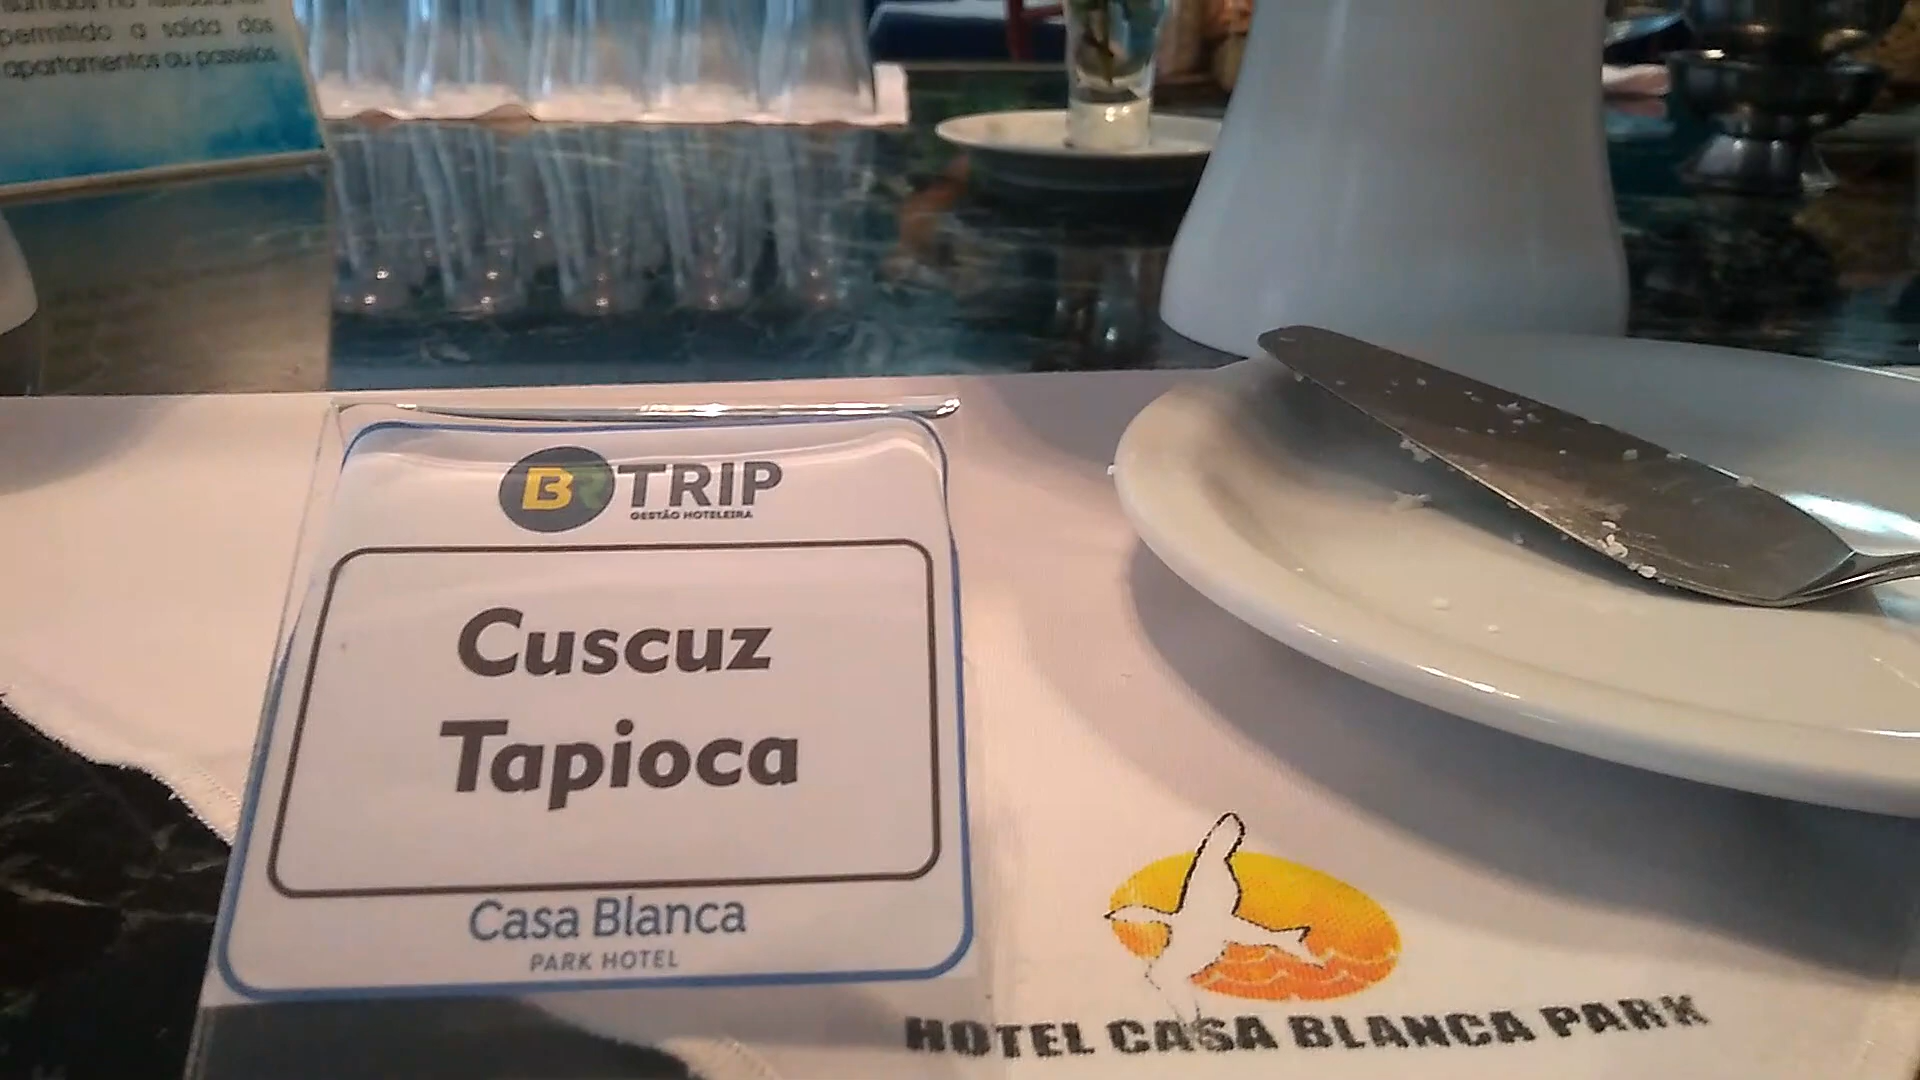 permitido a saída dos
apartamentos ou passeios.
BR TRIP
GESTÃO HOTELEIRA
Cuscuz
Tapioca
Casa Blanca
PARK HOTEL
HOTEL CASA BLANCA PARK